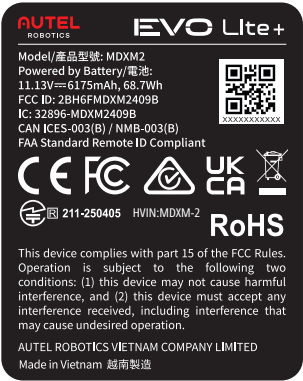 AUTEL
ROBOTICS
EVO Lite+
Model/產品型號: MDXM2
Powered by Battery/電池:
11.13V⎓6175mAh, 68.7Wh
FCC ID: 2BH6FMDXM2409B
IC: 32896-MDXM2409B
CAN ICES-003(B) / NMB-003(B)
FAA Standard Remote ID Compliant
XXXXXXXXXXX
CE FC UK CA
R 211-250405 HVIN:MDXM-2
RoHS
This device complies with part 15 of the FCC Rules.
Operation is subject to the following two
conditions: (1) this device may not cause harmful
interference, and (2) this device must accept any
interference received, including interference that
may cause undesired operation.
AUTEL ROBOTICS VIETNAM COMPANY LIMITED
Made in Vietnam 越南製造